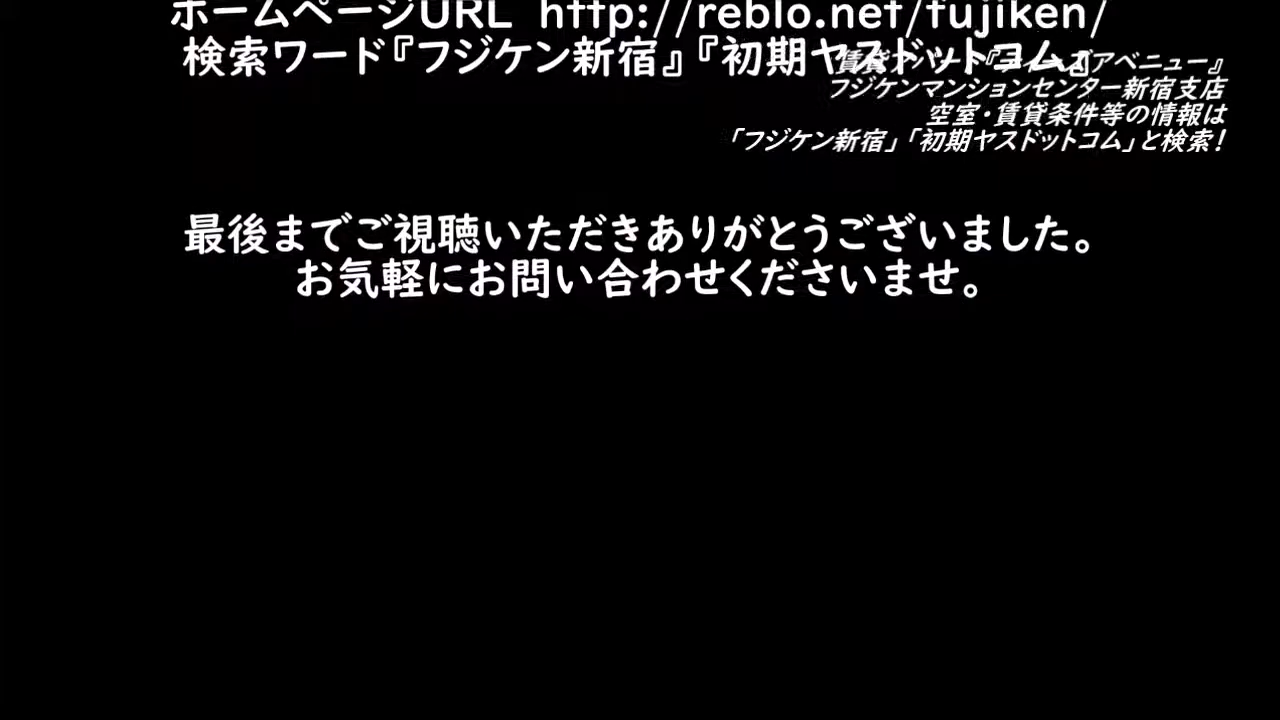 ホームページURL http://reblo.net/fujiken/
検索ワード『フジケン新宿』『初期ヤスドットコム』
アベニュー』
フジケンマンションセンター新宿支店
空室・賃貸条件等の情報は
「フジケン新宿」「初期ヤスドットコム」と検索！
最後までご視聴いただきありがとうございました。
お気軽にお問い合わせくださいませ。